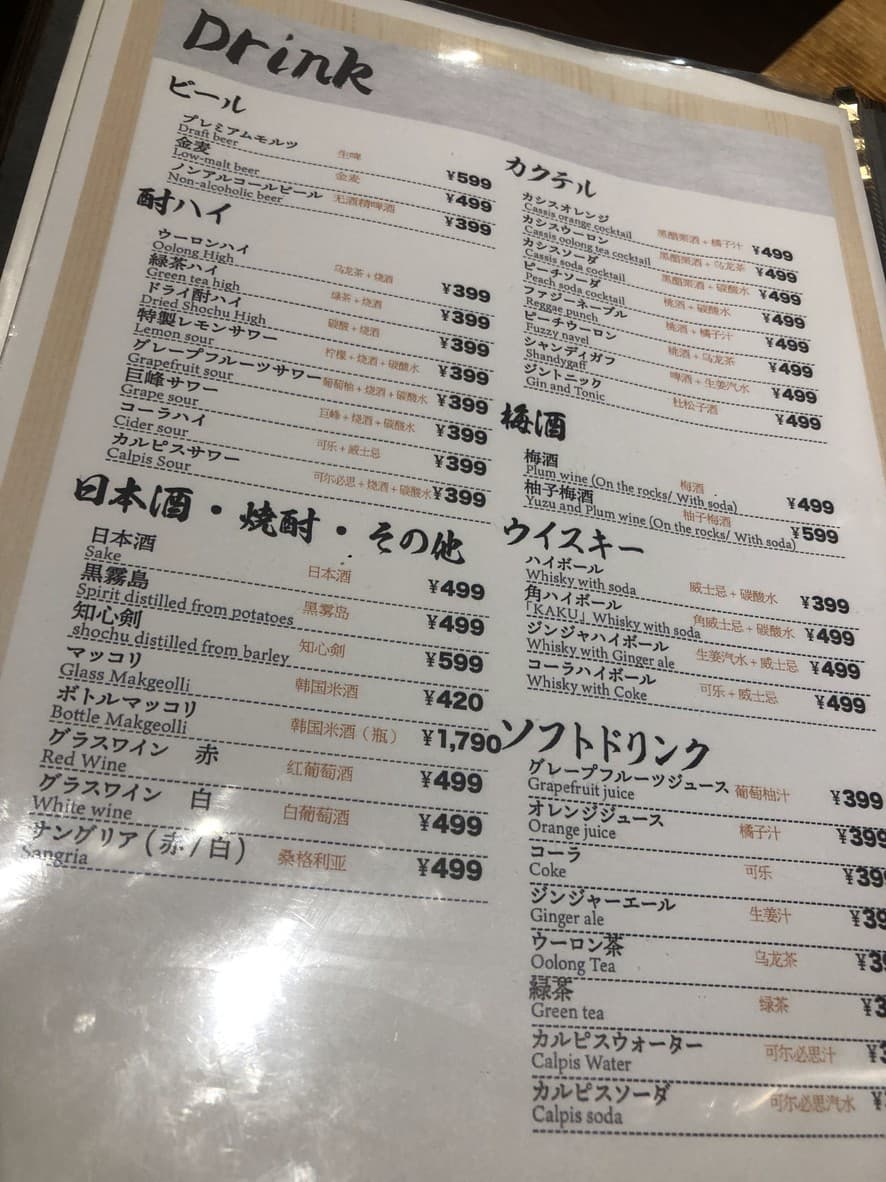 Drink
ビール
プレミアムモルツ 生啤 ¥599
Draft beer
金麦 金麦 ¥499
Low-malt beer
ノンアルコールビール 无酒精啤酒 ¥399
Non-alcoholic beer
酎ハイ
ウーロンハイ 乌龙茶+烧酒 ¥399
Oolong High
緑茶ハイ 绿茶+烧酒 ¥399
Green tea high
ドライ酎ハイ 碳酸+烧酒 ¥399
Dried Shochu High
特製レモンサワー 柠檬+烧酒+碳酸水 ¥399
Lemon sour
グレープフルーツサワー 葡萄柚+烧酒+碳酸水 ¥399
Grapefruit sour
巨峰サワー 巨峰+烧酒+碳酸水 ¥399
Grape sour
コーラハイ 可乐+威士忌 ¥399
Cider sour
カルピスサワー 可尔必思+烧酒+碳酸水 ¥399
Calpis Sour
日本酒・焼酎・その他
日本酒 日本酒 ¥499
Sake
黒霧島 黑雾岛 ¥499
Spirit distilled from potatoes
知心剣 知心剑 ¥599
shochu distilled from barley
マッコリ 韩国米酒 ¥420
Glass Makgeolli
ボトルマッコリ 韩国米酒(瓶) ¥1,790
Bottle Makgeolli
グラスワイン 赤 红葡萄酒 ¥499
Red Wine
グラスワイン 白 白葡萄酒 ¥499
White wine
サングリア(赤/白) 桑格利亚 ¥499
Sangria
カクテル
カシスオレンジ 黑醋栗酒+橘子汁 ¥499
Cassis orange cocktail
カシスウーロン 黑醋栗酒+乌龙茶 ¥499
Cassis oolong tea cocktail
カシスソーダ 黑醋栗酒+碳酸水 ¥499
Cassis soda cocktail
ピーチソーダ 桃酒+碳酸水 ¥499
Peach soda cocktail
ファジーネーブル 桃酒+橘子汁 ¥499
Reggae punch
ピーチウーロン 桃酒+乌龙茶 ¥499
Fuzzy navel
シャンディガフ 啤酒+生姜汽水 ¥499
Shandygaff
ジントニック 杜松子酒 ¥499
Gin and Tonic
梅酒
梅酒 梅酒 ¥499
Plum wine (On the rocks/ With soda)
柚子梅酒 柚子梅酒 ¥599
Yuzu and Plum wine (On the rocks/ With soda)
ウイスキー
ハイボール 威士忌+碳酸水 ¥399
Whisky with soda
角ハイボール 角威士忌+碳酸水 ¥499
「KAKU」Whisky with soda
ジンジャハイボール 生姜汽水+威士忌 ¥499
Whisky with Ginger ale
コーラハイボール 可乐+威士忌 ¥499
Whisky with Coke
ソフトドリンク
グレープフルーツジュース 葡萄柚汁 ¥399
Grapefruit juice
オレンジジュース 橘子汁 ¥399
Orange juice
コーラ 可乐 ¥399
Coke
ジンジャーエール 生姜汁 ¥39
Ginger ale
ウーロン茶 乌龙茶 ¥39
Oolong Tea
緑茶 绿茶 ¥3
Green tea
カルピスウォーター 可尔必思汁 ¥3
Calpis Water
カルピスソーダ 可尔必思汽水 ¥
Calpis soda